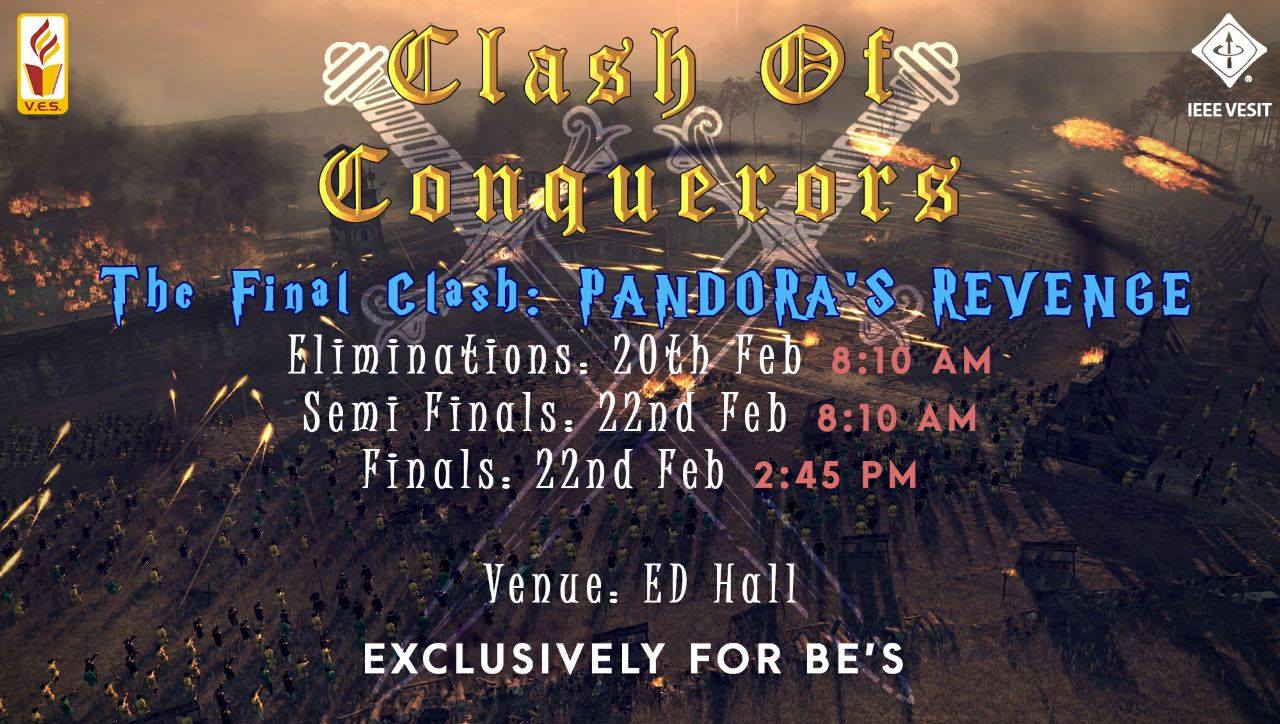 V.E.S.
IEEE VESIT
Clash Of
Conquerors
The Final Clash: PANDORA'S REVENGE
Eliminations: 20th Feb 8:10 AM
Semi Finals: 22nd Feb 8:10 AM
Finals: 22nd Feb 2:45 PM
Venue: ED Hall
EXCLUSIVELY FOR BE'S